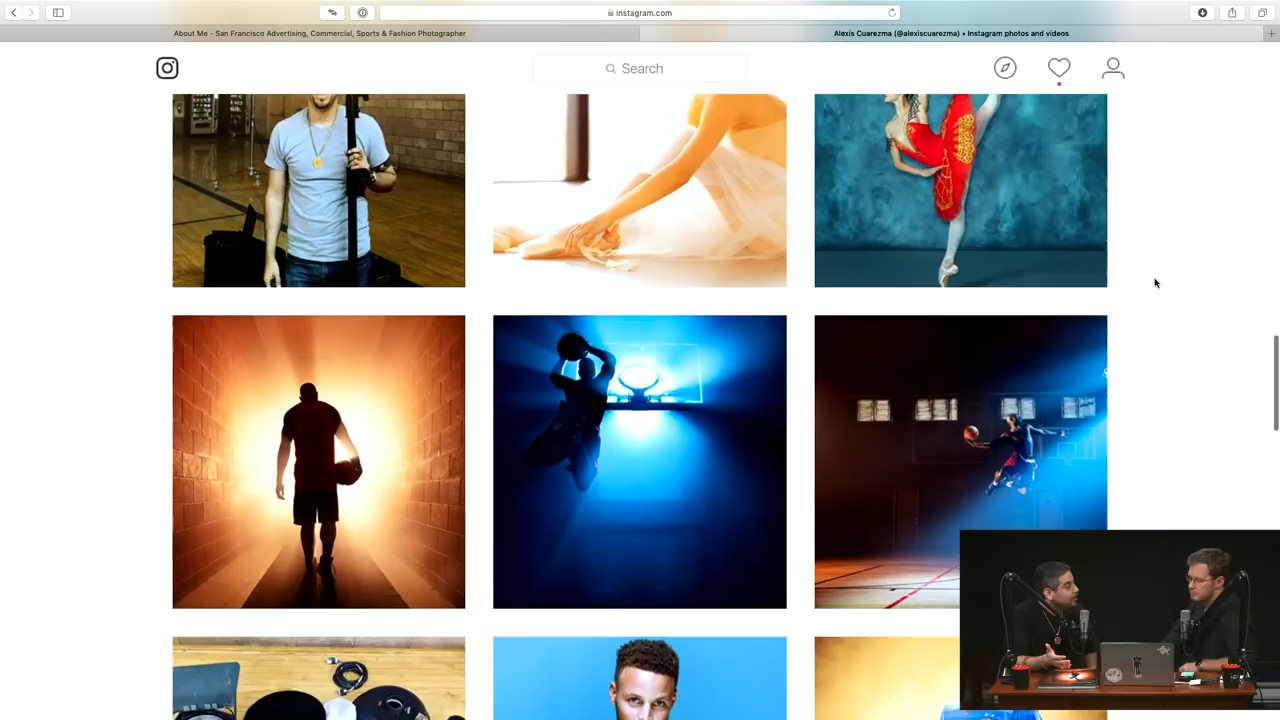 instagram.com
About Me - San Francisco Advertising, Commercial, Sports & Fashion Photographer
Alexis Cuarezma (@alexiscuarezma) • Instagram photos and videos
Search